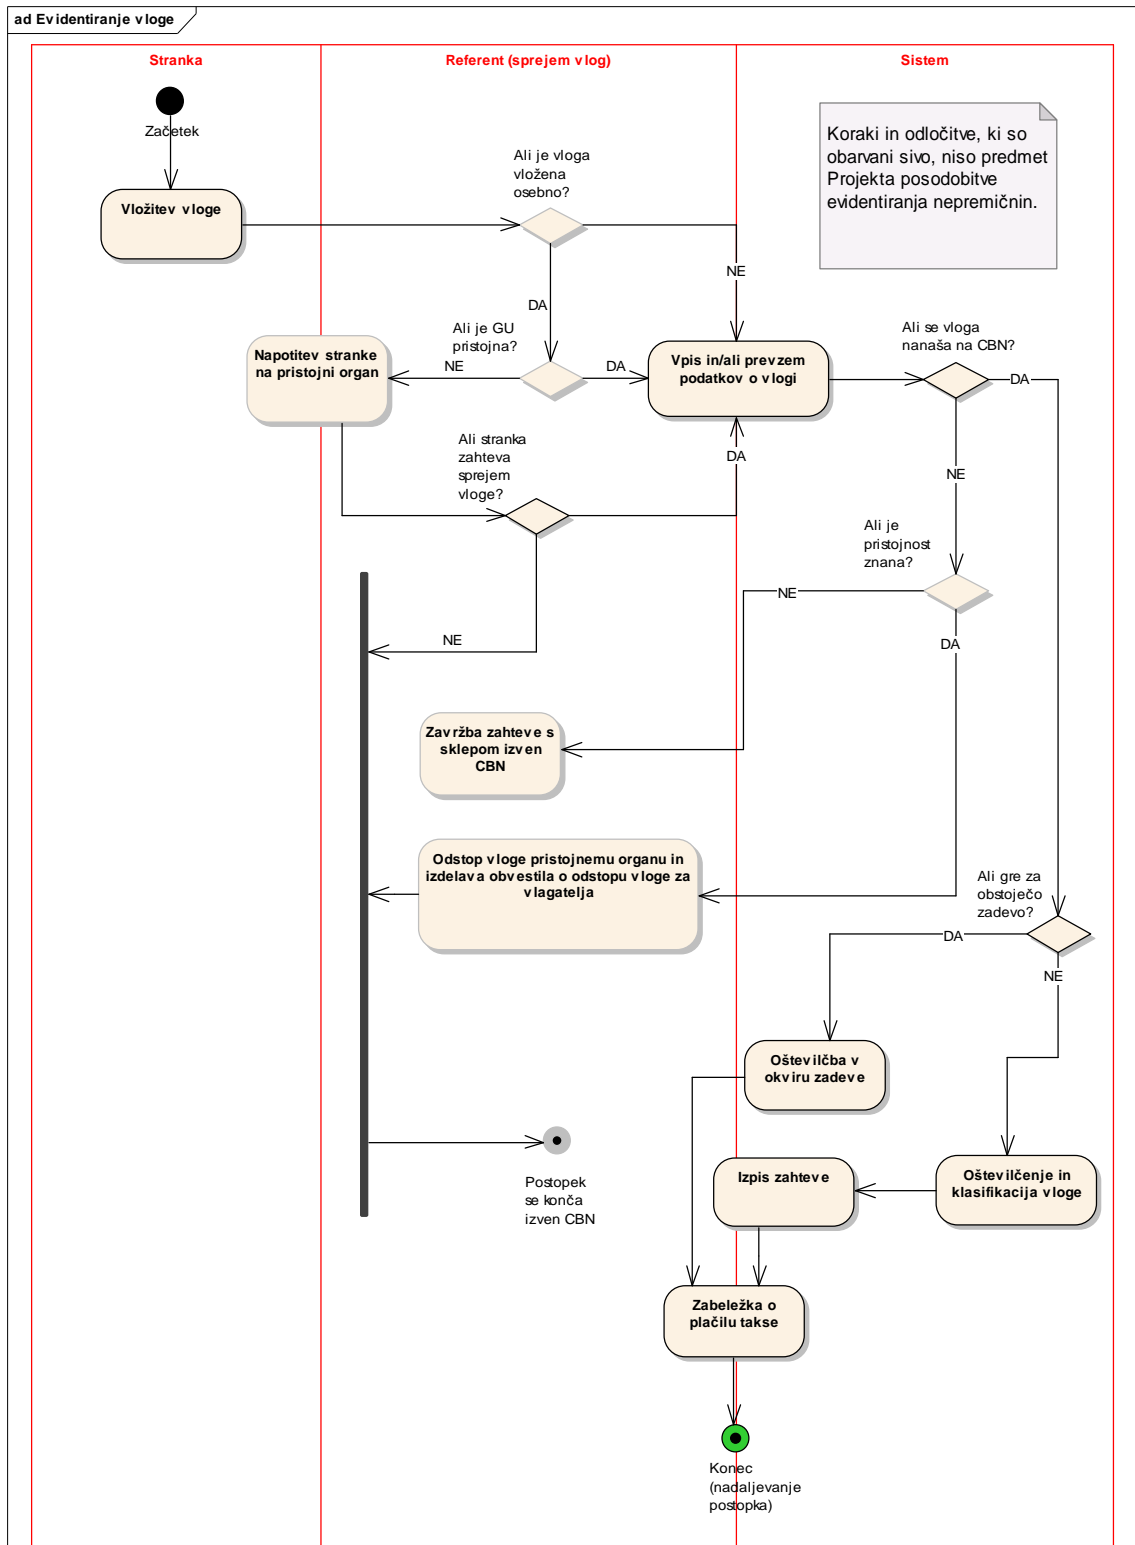 ad Evidentiranje vloge
Stranka
Referent (sprejem vlog)
Sistem
Začetek
Koraki in odločitve, ki so
obarvani sivo, niso predmet
Projekta posodobitve
evidentiranja nepremičnin.
Ali je vloga
vložena
osebno?
Vložitev vloge
NE
DA
Ali je GU
pristojna?
NE
DA
Napotitev stranke
na pristojni organ
Vpis in/ali prevzem
podatkov o vlogi
Ali se vloga
nanaša na CBN?
DA
NE
Ali stranka
zahteva
sprejem
vloge?
DA
Ali je
pristojnost
znana?
NE
DA
NE
Zavržba zahteve s
sklepom izven
CBN
Odstop vloge pristojnemu organu in
izdelava obvestila o odstopu vloge za
vlagatelja
Ali gre za
obstoječo
zadevo?
DA
NE
Oštevilčba v
okviru zadeve
Postopek
se konča
izven CBN
Izpis zahteve
Oštevilčenje in
klasifikacija vloge
Zabeležka o
plačilu takse
Konec
(nadaljevanje
postopka)